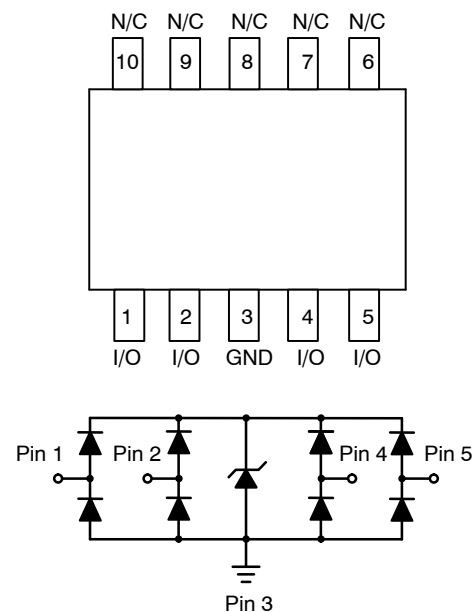 N/C N/C N/C N/C N/C
10 9 8 7 6
1 2 3 4 5
I/O I/O GND I/O I/O
Pin 1 Pin 2 Pin 4 Pin 5
Pin 3